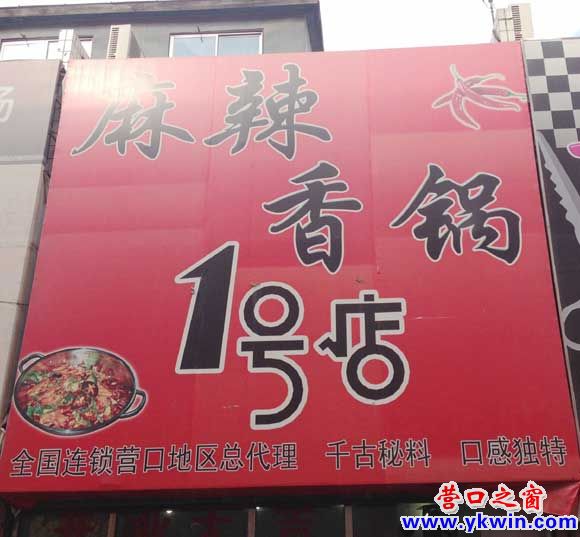 麻辣
香锅
1号店
全国连锁营口地区总代理 千古秘料 口感独特
营口之窗
www.ykwin.com